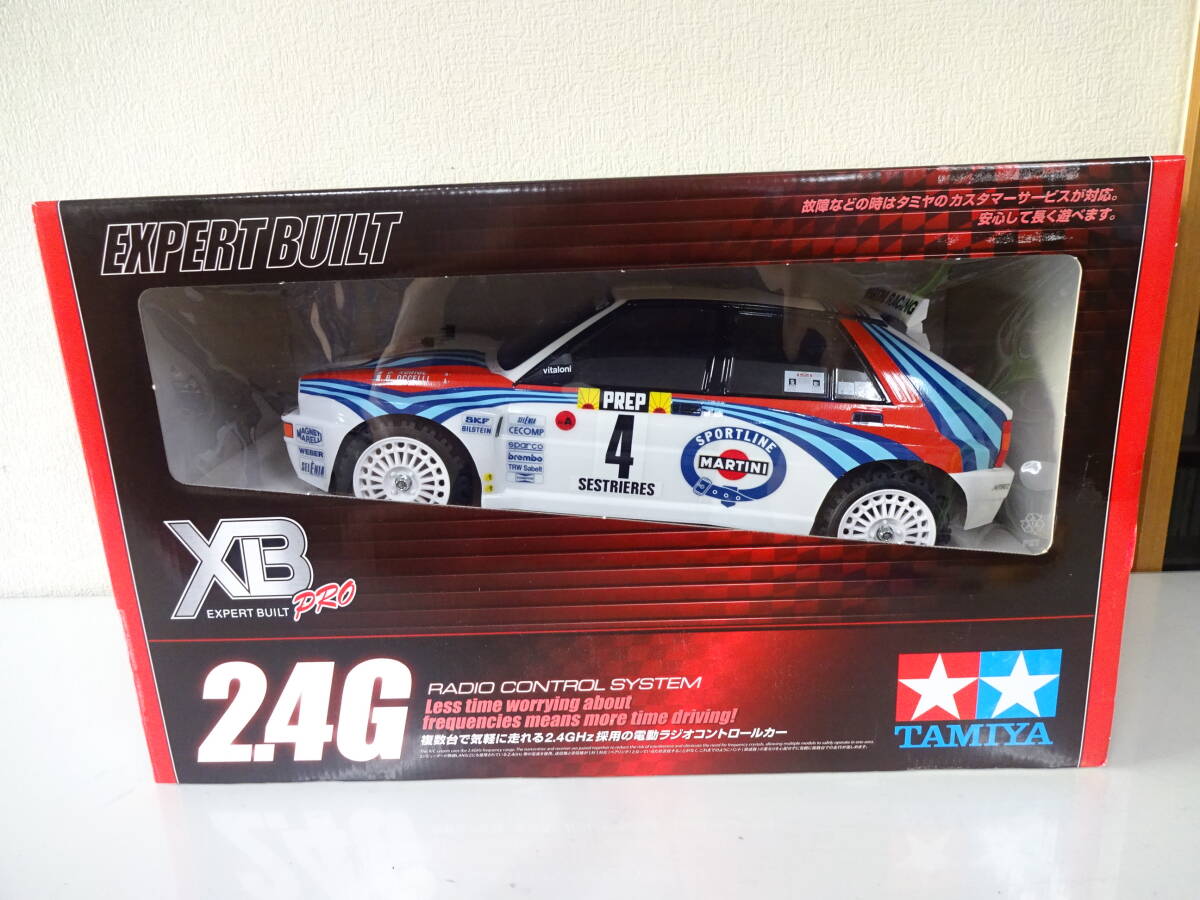 EXPERT BUILT
故障などの時はタミヤのカスタマーサービスが対応。
安心して長く遊べます。
RACING
vitaloni
B. OCCELLI
PREP
4
SESTRIERES
A
SKF
BILSTEIN
CECOMP
sparco
brembo
TRW Sabelt
MAGNETI
MARELLI
WEBER
SELÈNIA
SPORTLINE
MARTINI
XB
EXPERT BUILT PRO
2.4G
RADIO CONTROL SYSTEM
Less time worrying about
frequencies means more time driving!
複数台で気軽に走れる2.4GHz採用の電動ラジオコントロールカー
TAMIYA